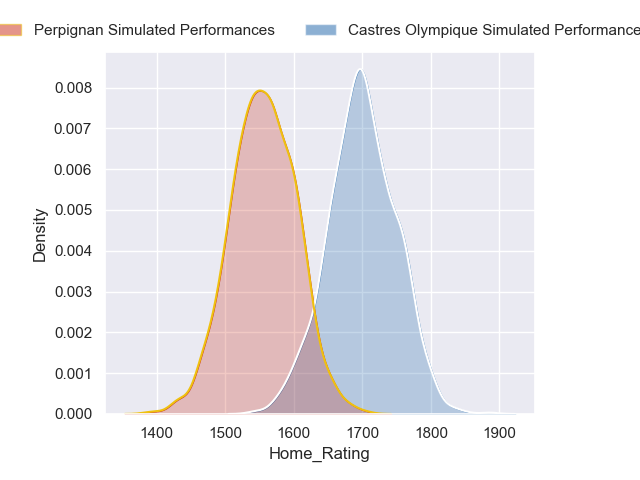 Perpignan Simulated Performances
Castres Olympique Simulated Performance
0.008
0.007
0.006
0.005
0.004
0.003
0.002
0.001
0.000
Density
1400 1500 1600 1700 1800 1900
Home_Rating